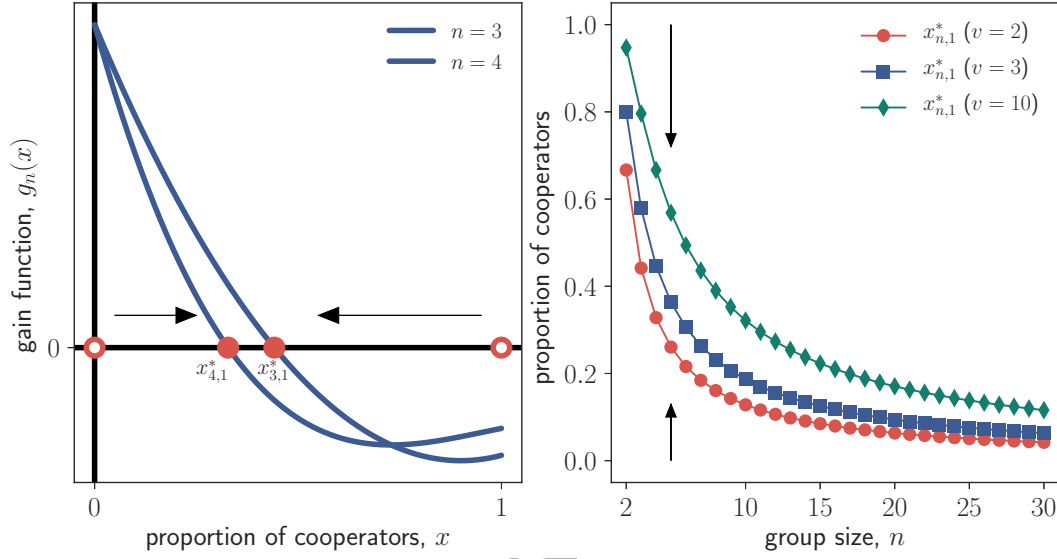 gain function, $g_n(x)$
0
$n = 3$
$n = 4$
$x^*_{4,1}$
$x^*_{3,1}$
0
1
proportion of cooperators, $x$
proportion of cooperators
1.0
0.8
0.6
0.4
0.2
0.0
$x^*_{n,1}$ ($v = 2$)
$x^*_{n,1}$ ($v = 3$)
$x^*_{n,1}$ ($v = 10$)
2
10
15
20
25
30
group size, $n$